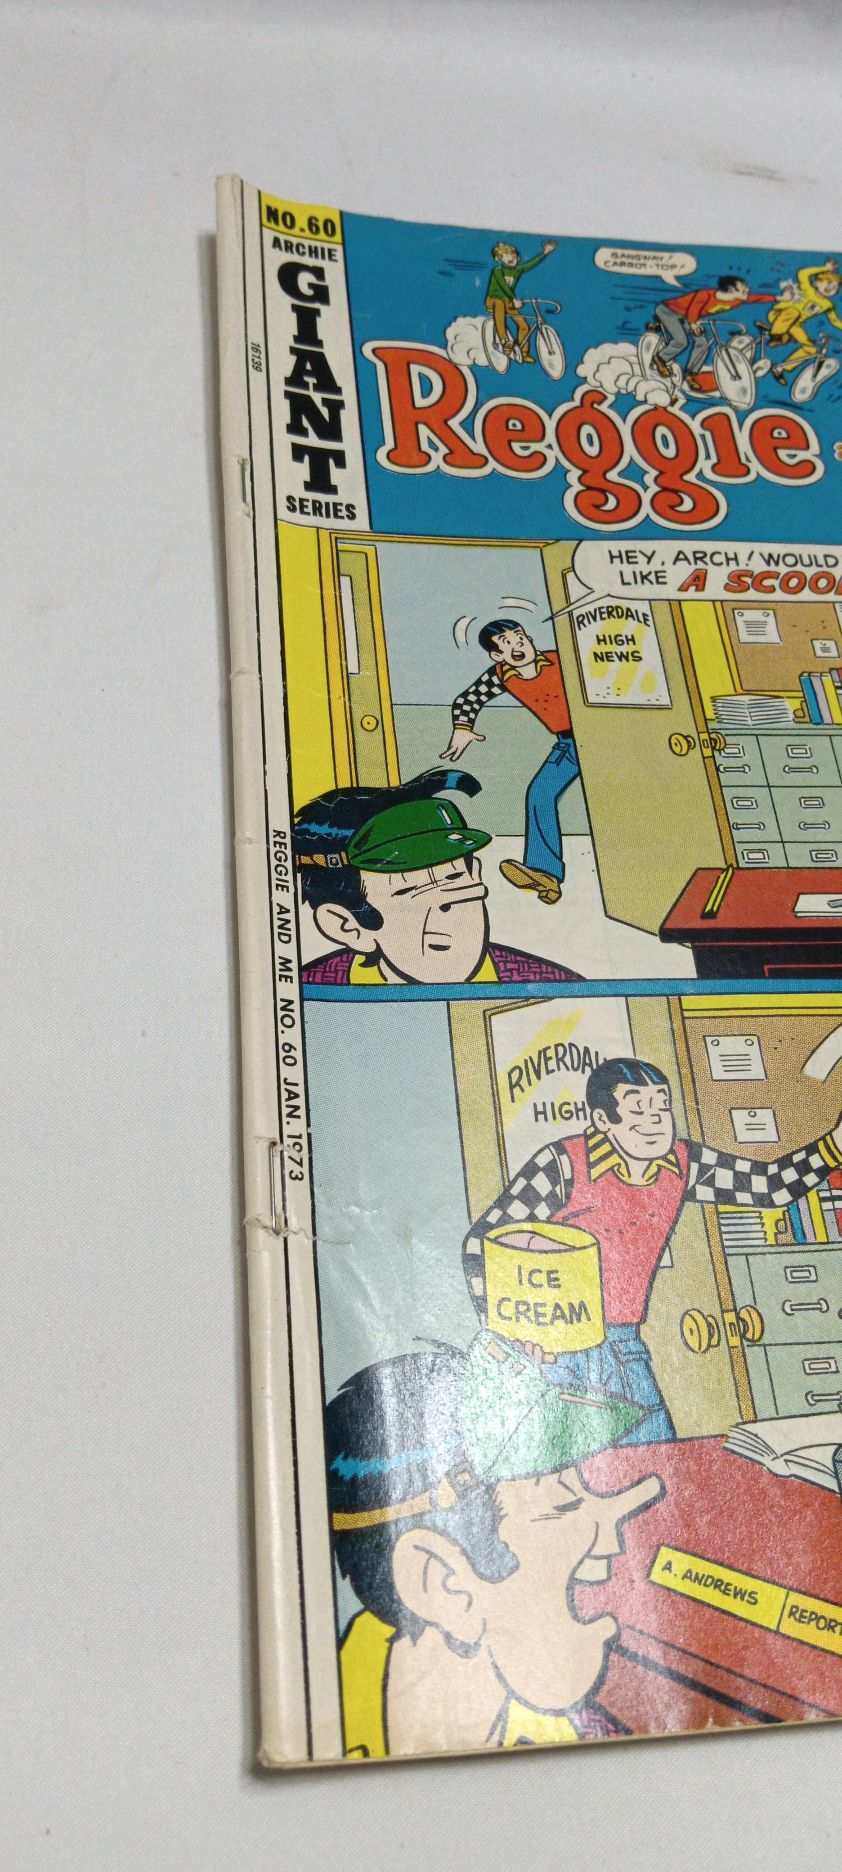 NO.60
ARCHIE
GIANT
SERIES
16139
GANGWAY!
CARROT-TOP!
Reggie
HEY, ARCH! WOULD
LIKE A SCOO
RIVERDALE
HIGH
NEWS
REGGIE AND ME NO. 60 JAN. 1973
RIVERDAL
HIGH
ICE
CREAM
A. ANDREWS
REPORT